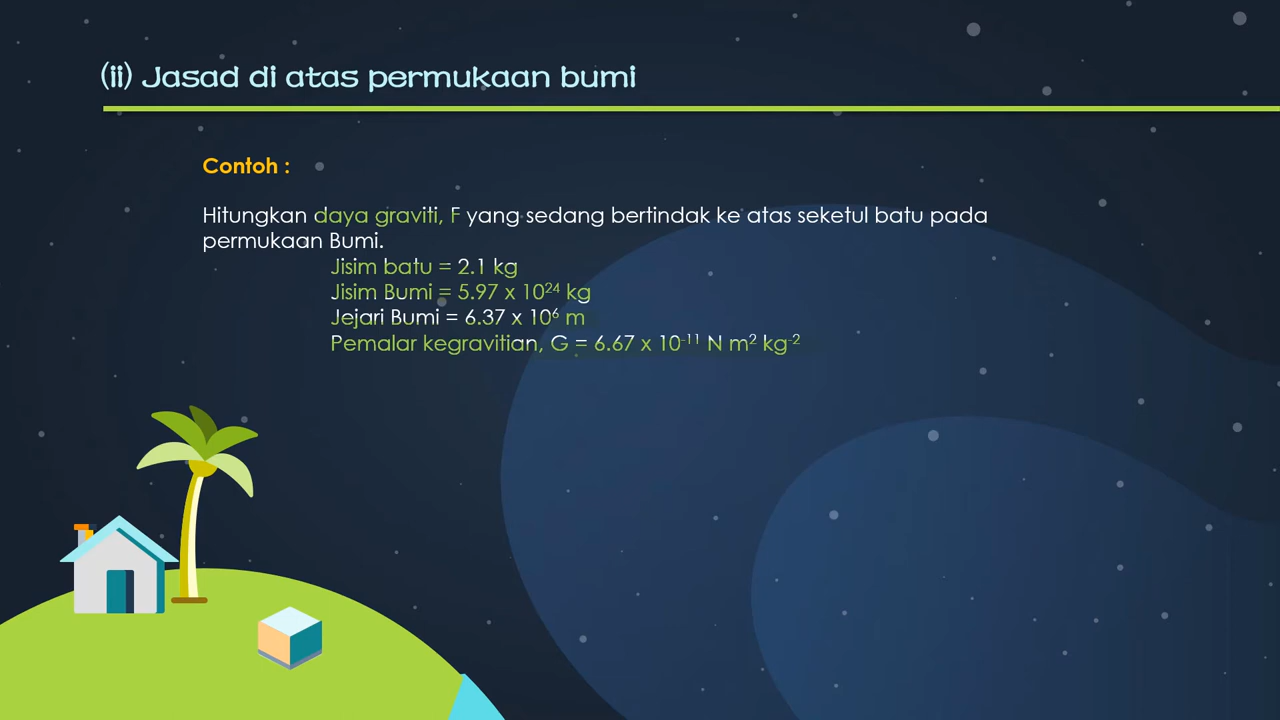 (ii) Jasad di atas permukaan bumi
Contoh :
Hitungkan daya graviti, F yang sedang bertindak ke atas seketul batu pada
permukaan Bumi.
Jisim batu = 2.1 kg
Jisim Bumi = 5.97 x 10²⁴ kg
Jejari Bumi = 6.37 x 10⁶ m
Pemalar kegravitian, G = 6.67 x 10⁻¹¹ N m² kg⁻²